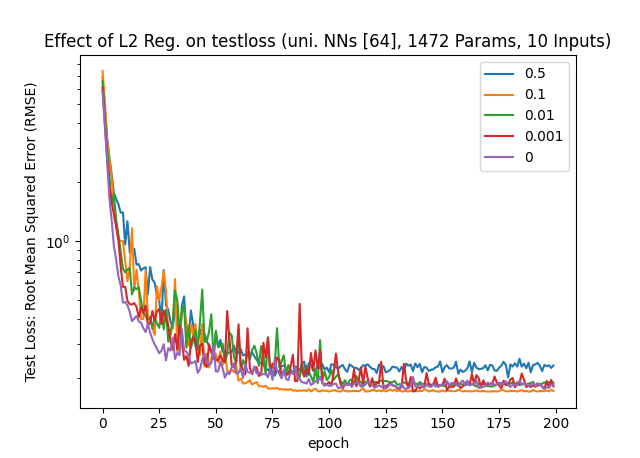 Effect of L2 Reg. on testloss (uni. NNs [64], 1472 Params, 10 Inputs)
Test Loss: Root Mean Squared Error (RMSE)
10⁰
0.5
0.1
0.01
0.001
0
0 25 50 75 100 125 150 175 200
epoch